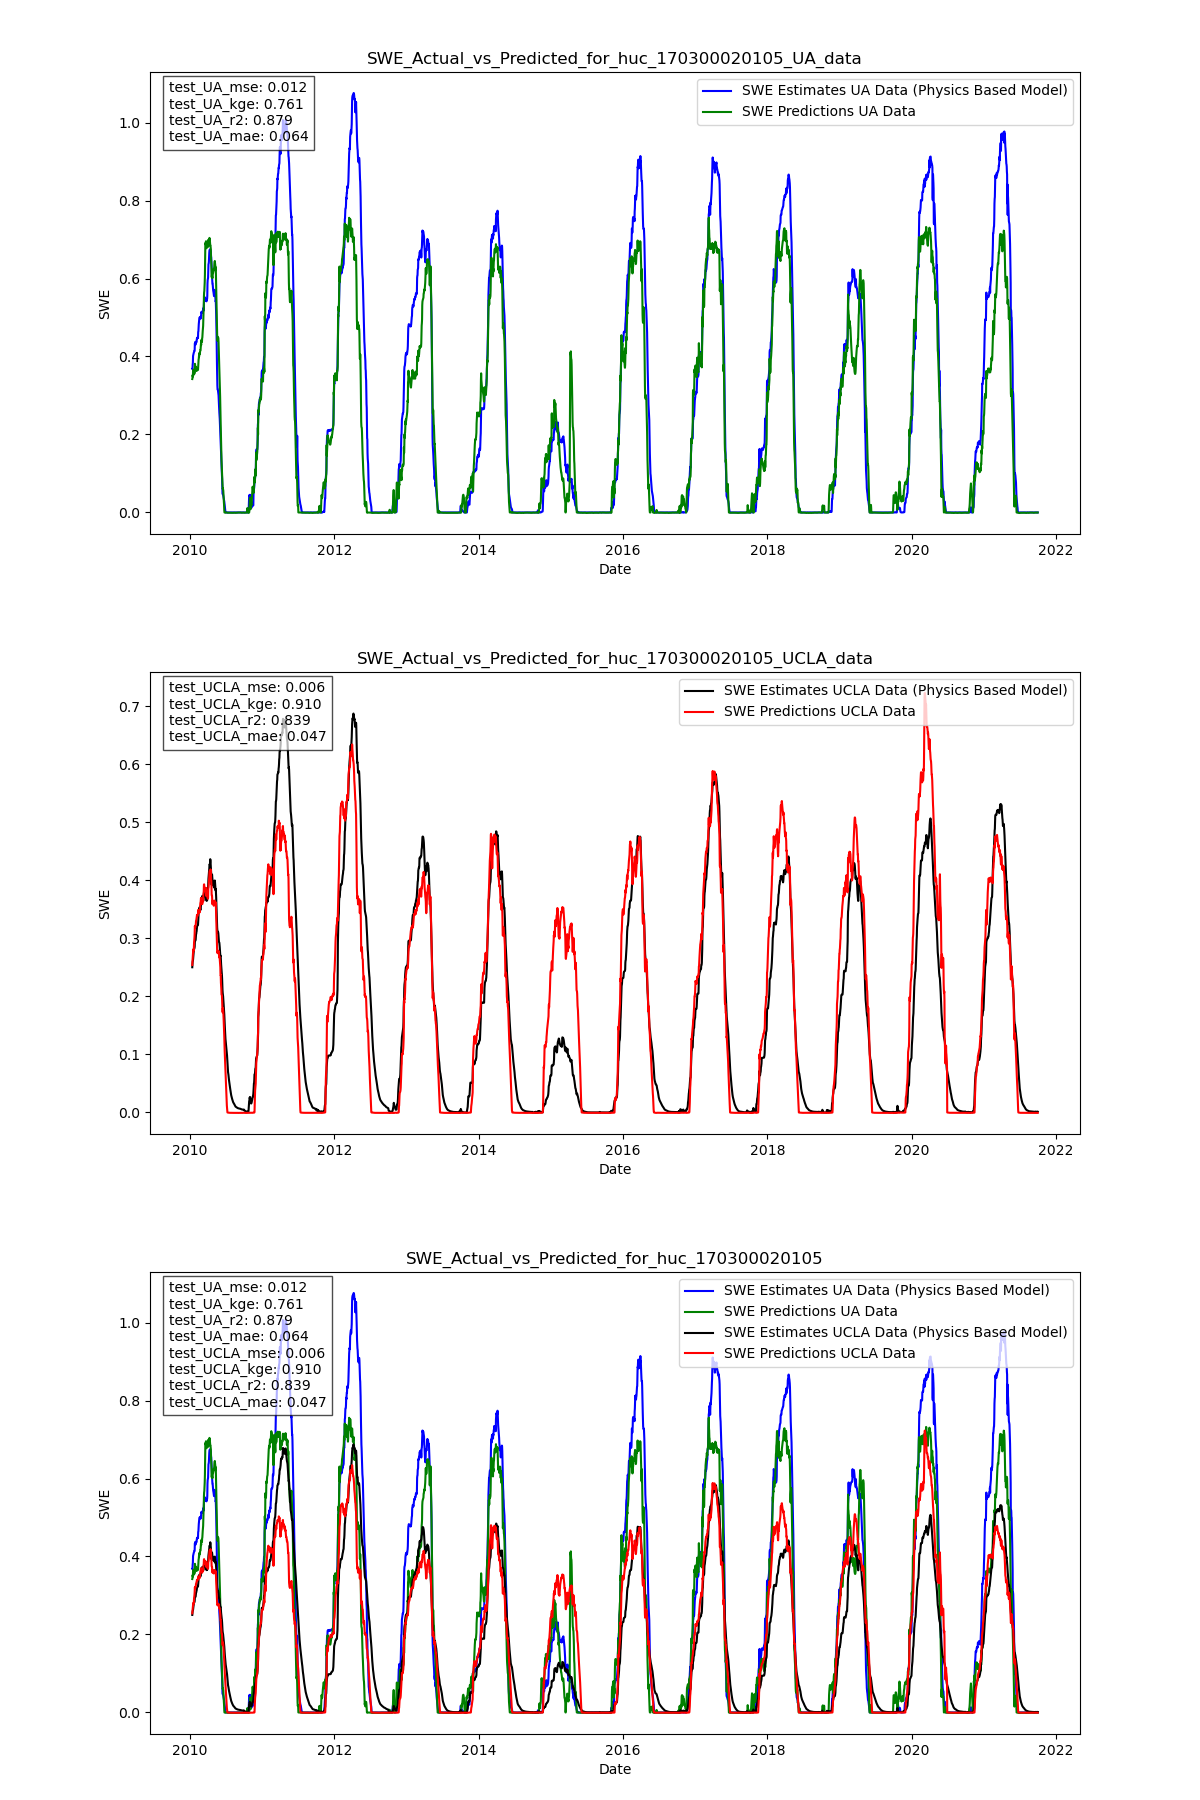 SWE_Actual_vs_Predicted_for_huc_170300020105_UA_data
test_UA_mse: 0.012
test_UA_kge: 0.761
test_UA_r2: 0.879
test_UA_mae: 0.064
SWE Estimates UA Data (Physics Based Model)
SWE Predictions UA Data
1.0
0.8
0.6
0.4
0.2
0.0
SWE
2010 2012 2014 2016 2018 2020 2022
Date
SWE_Actual_vs_Predicted_for_huc_170300020105_UCLA_data
test_UCLA_mse: 0.006
test_UCLA_kge: 0.910
test_UCLA_r2: 0.839
test_UCLA_mae: 0.047
SWE Estimates UCLA Data (Physics Based Model)
SWE Predictions UCLA Data
0.7
0.6
0.5
0.4
0.3
0.2
0.1
0.0
SWE
2010 2012 2014 2016 2018 2020 2022
Date
SWE_Actual_vs_Predicted_for_huc_170300020105
test_UA_mse: 0.012
test_UA_kge: 0.761
test_UA_r2: 0.879
test_UA_mae: 0.064
test_UCLA_mse: 0.006
test_UCLA_kge: 0.910
test_UCLA_r2: 0.839
test_UCLA_mae: 0.047
SWE Estimates UA Data (Physics Based Model)
SWE Predictions UA Data
SWE Estimates UCLA Data (Physics Based Model)
SWE Predictions UCLA Data
1.0
0.8
0.6
0.4
0.2
0.0
SWE
2010 2012 2014 2016 2018 2020 2022
Date